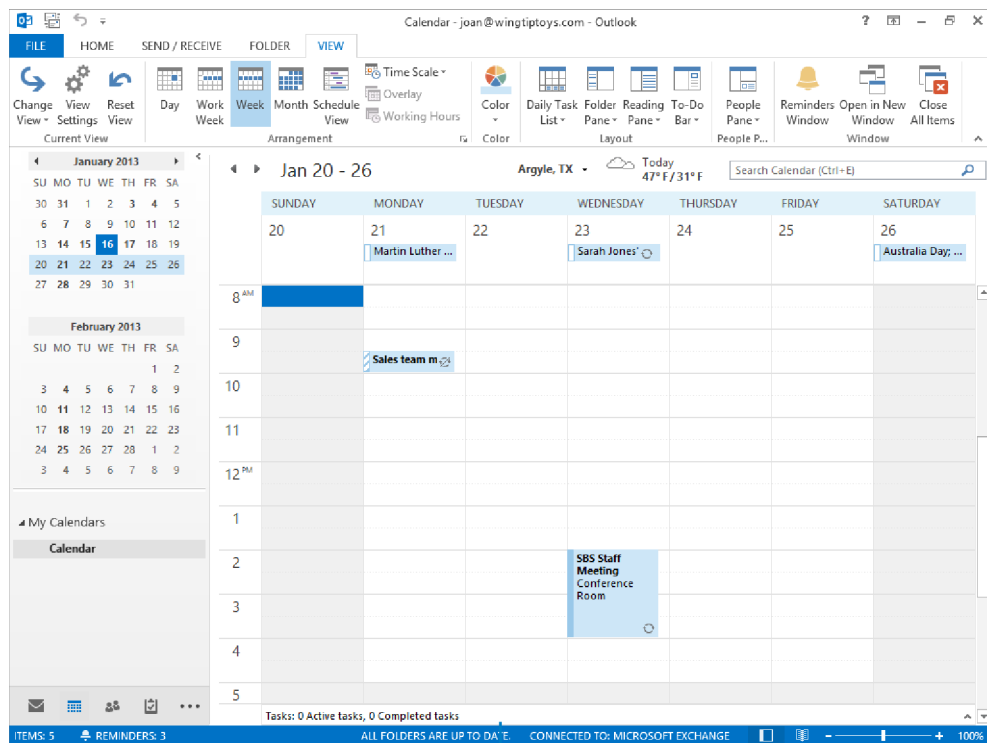 Calendar - joan@wingtiptoys.com - Outlook
FILE HOME SEND / RECEIVE FOLDER VIEW
Change View
View Settings
Reset View
Current View
Day
Work Week
Week
Month
Schedule View
Arrangement
Time Scale
Overlay
Working Hours
Color
Color
Daily Task List
Folder Pane
Reading Pane
To-Do Bar
Layout
People Pane
People P...
Reminders Window
Open in New Window
Close All Items
Window
January 2013
SU MO TU WE TH FR SA
30 31 1 2 3 4 5
6 7 8 9 10 11 12
13 14 15 16 17 18 19
20 21 22 23 24 25 26
27 28 29 30 31
February 2013
SU MO TU WE TH FR SA
1 2
3 4 5 6 7 8 9
10 11 12 13 14 15 16
17 18 19 20 21 22 23
24 25 26 27 28 1 2
3 4 5 6 7 8 9
My Calendars
Calendar
Jan 20 - 26
Argyle, TX
Today
47° F / 31° F
Search Calendar (Ctrl+E)
SUNDAY MONDAY TUESDAY WEDNESDAY THURSDAY FRIDAY SATURDAY
20 21 22 23 24 25 26
Martin Luther ... Sarah Jones' Australia Day; ...
8 AM
9
Sales team m
10
11
12 PM
1
2
SBS Staff
Meeting
Conference
Room
3
4
5
Tasks: 0 Active tasks, 0 Completed tasks
ITEMS: 5 REMINDERS: 3 ALL FOLDERS ARE UP TO DATE. CONNECTED TO: MICROSOFT EXCHANGE 100%